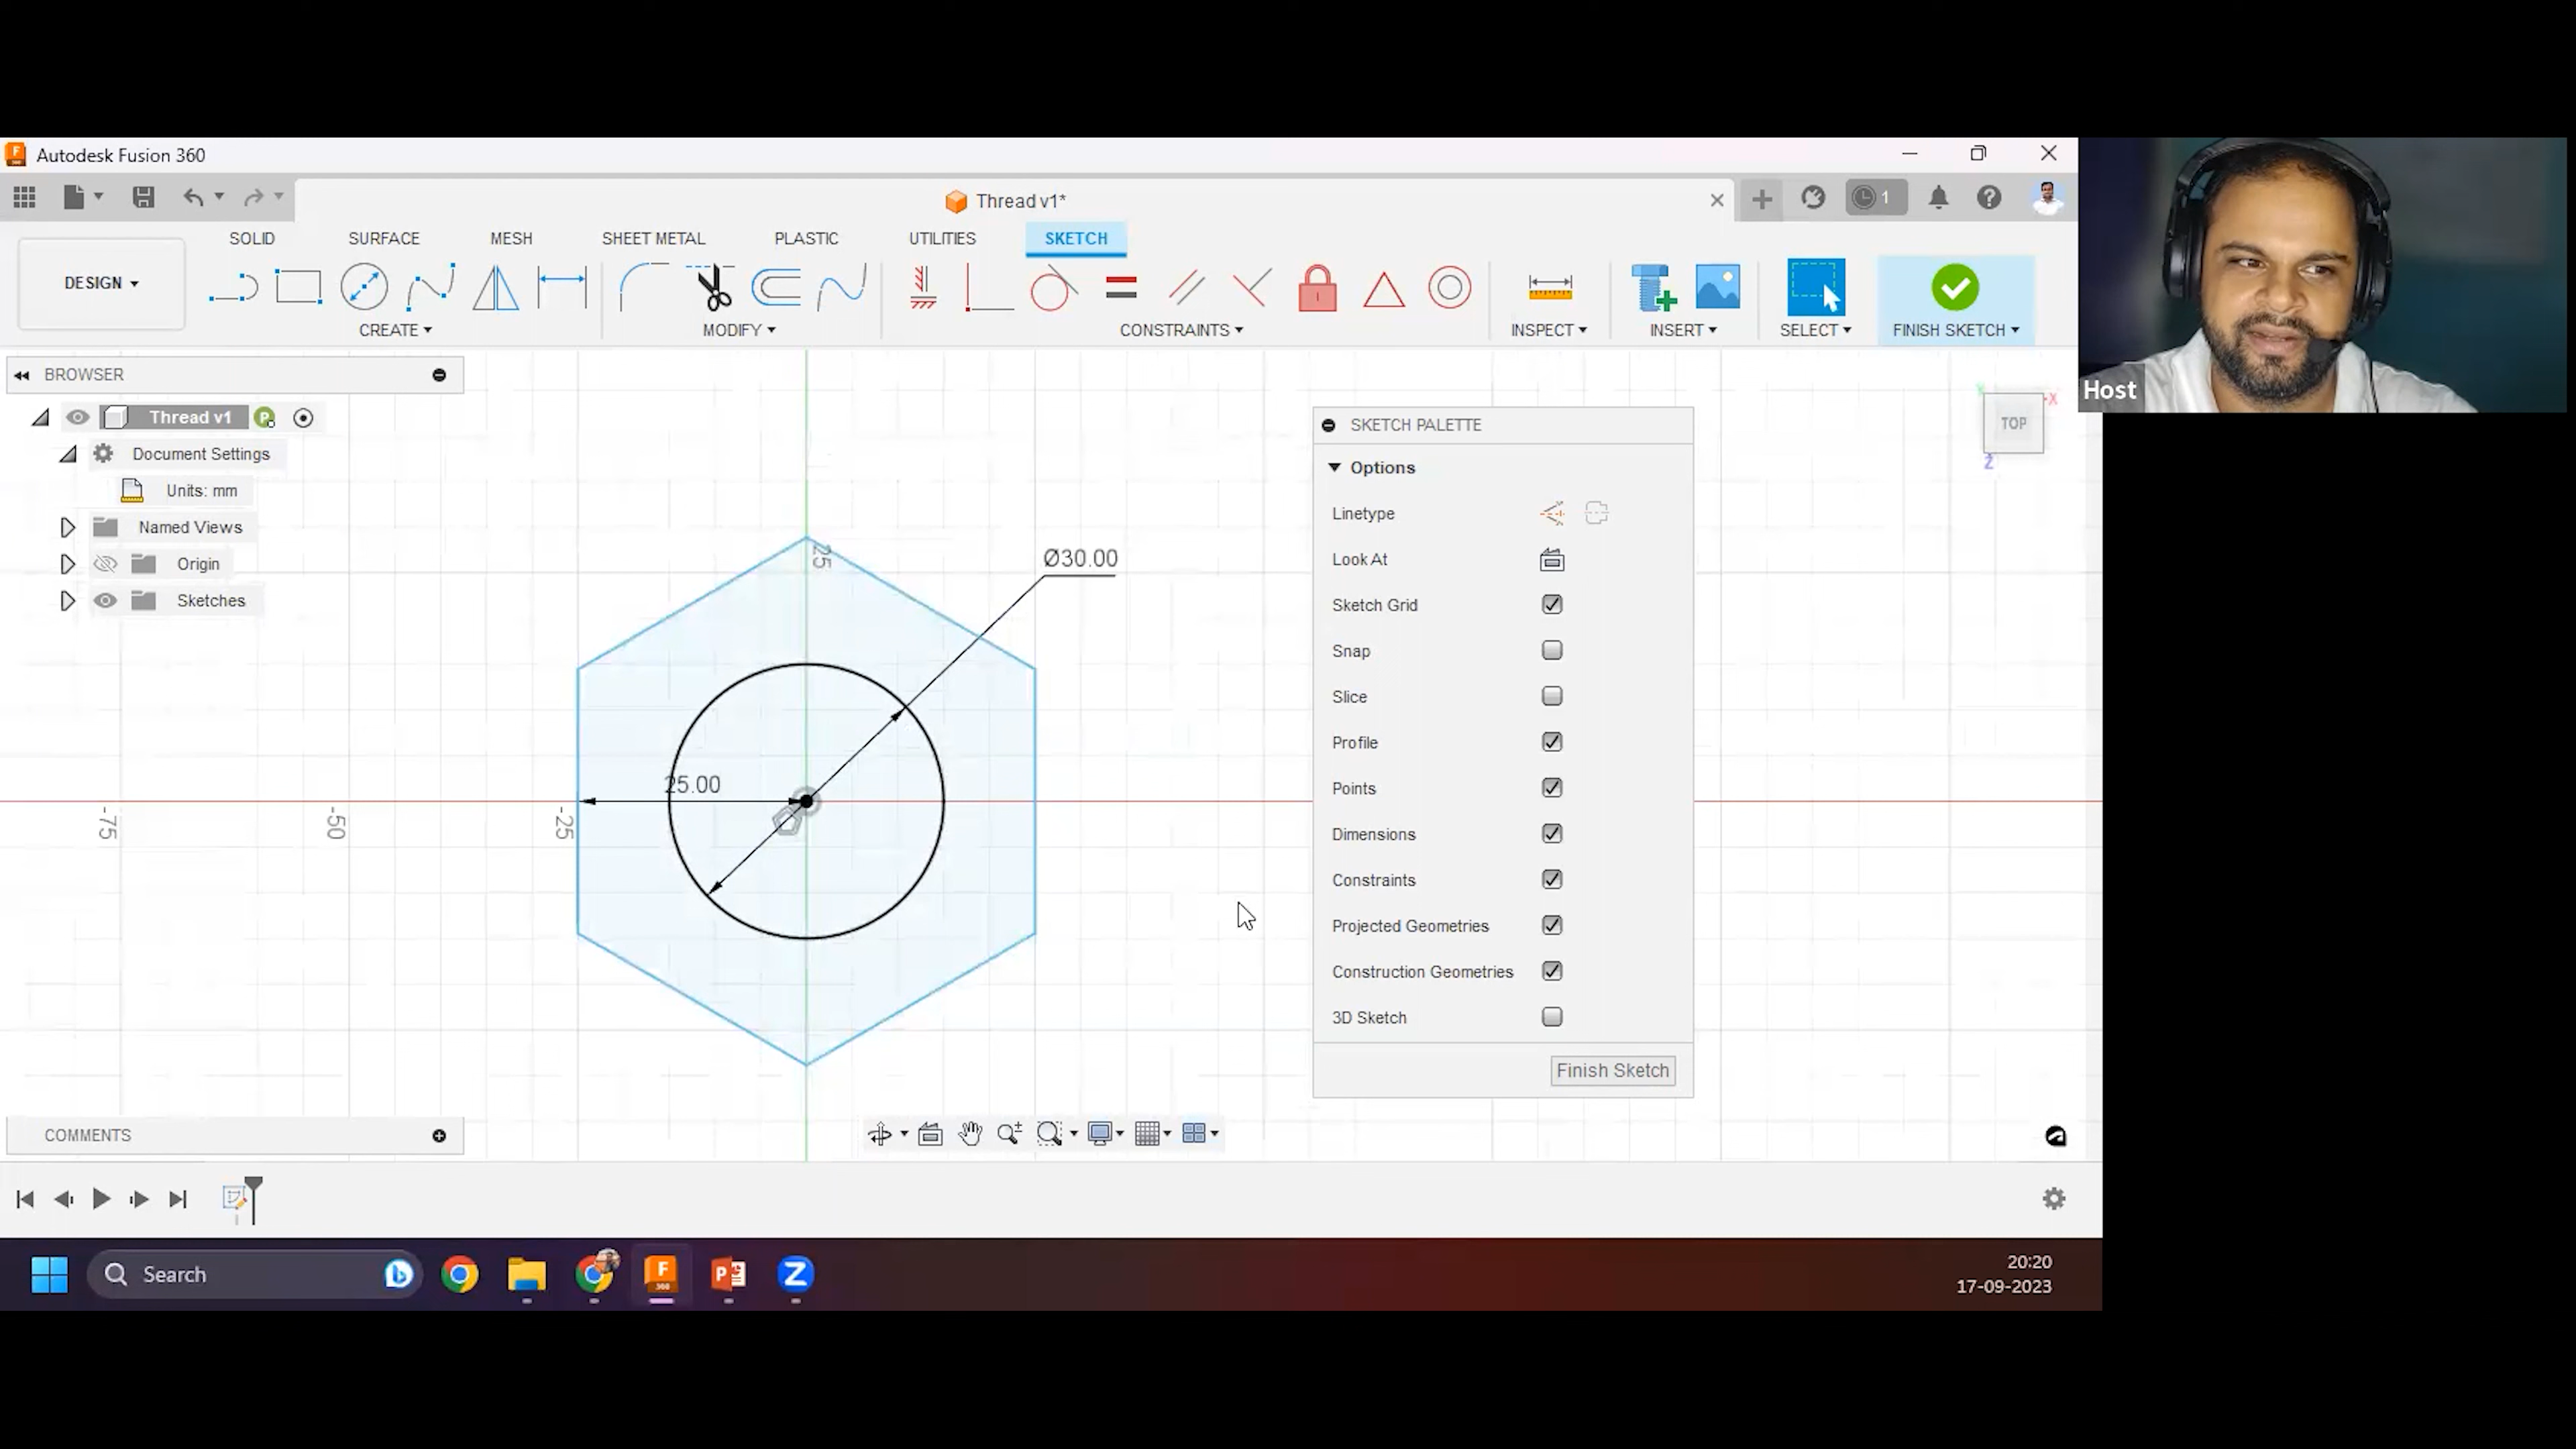 Autodesk Fusion 360
Thread v1*
1
SOLID SURFACE MESH SHEET METAL PLASTIC UTILITIES SKETCH
DESIGN
CREATE MODIFY CONSTRAINTS INSPECT INSERT SELECT FINISH SKETCH
Host
BROWSER
Thread v1
Document Settings
Units: mm
Named Views
Origin
Sketches
TOP
X
Y
Z
25
Ø30.00
25.00
-75
-50
-25
SKETCH PALETTE
Options
Linetype
Look At
Sketch Grid
Snap
Slice
Profile
Points
Dimensions
Constraints
Projected Geometries
Construction Geometries
3D Sketch
Finish Sketch
COMMENTS
Search
20:20
17-09-2023